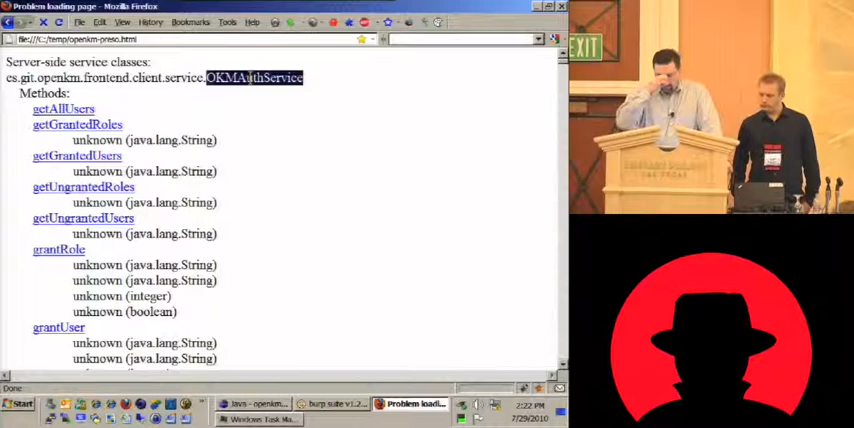 Problem loading page - Mozilla Firefox
File Edit View History Bookmarks Tools Help
file:///C:/temp/openkm-preso.html
Server-side service classes:
es.git.openkm.frontend.client.service.OKMAuthService
Methods:
getAllUsers
getGrantedRoles
unknown (java.lang.String)
getGrantedUsers
unknown (java.lang.String)
getUngrantedRoles
unknown (java.lang.String)
getUngrantedUsers
unknown (java.lang.String)
grantRole
unknown (java.lang.String)
unknown (java.lang.String)
unknown (integer)
unknown (boolean)
grantUser
unknown (java.lang.String)
unknown (java.lang.String)
Done
Start
Java - openkm...
burp suite v1.2...
Problem loadi...
2:22 PM
Windows Task Ma...
7/29/2010
EXIT